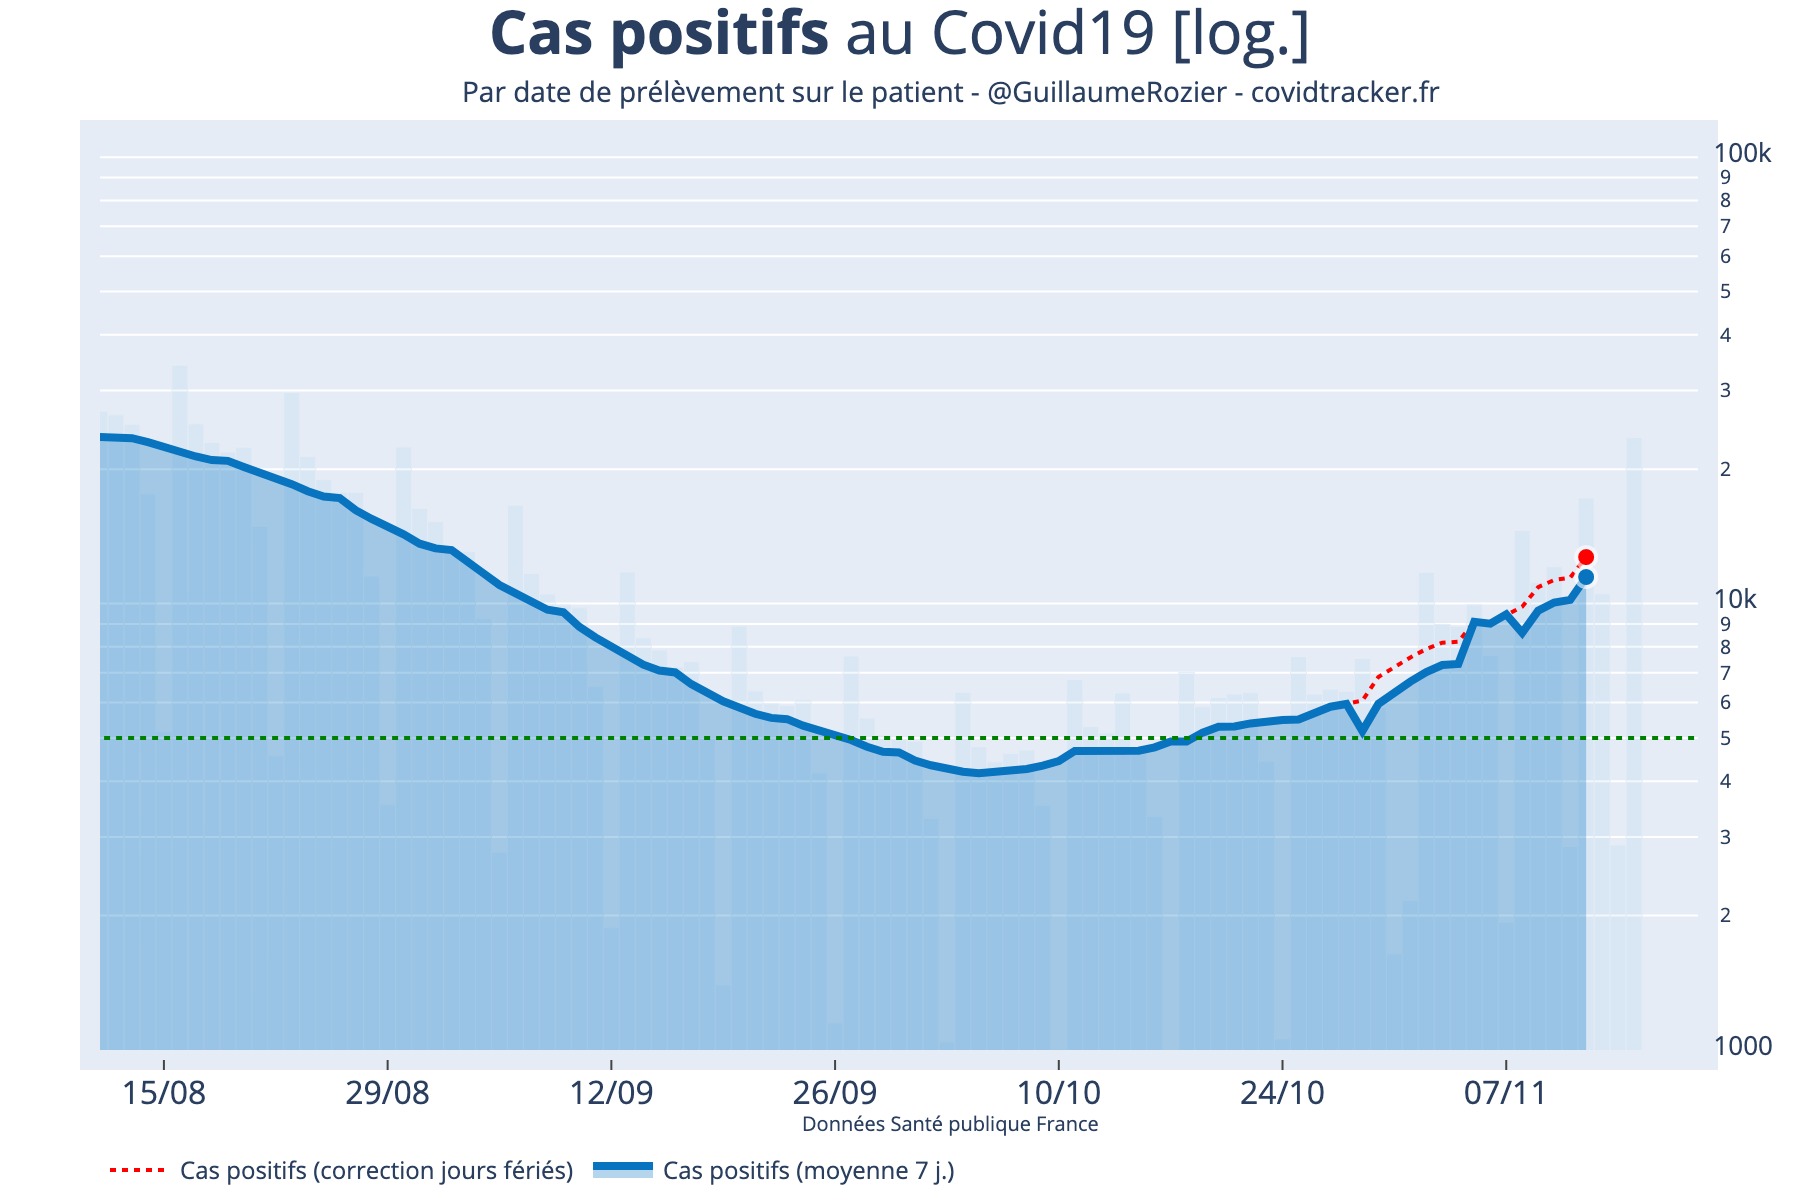 Cas positifs au Covid19 [log.]
Par date de prélèvement sur le patient - @GuillaumeRozier - covidtracker.fr
100k
9
8
7
6
5
4
3
2
10k
9
8
7
6
5
4
3
2
1000
15/08 29/08 12/09 26/09 10/10 24/10 07/11
Données Santé publique France
Cas positifs (correction jours fériés) Cas positifs (moyenne 7 j.)